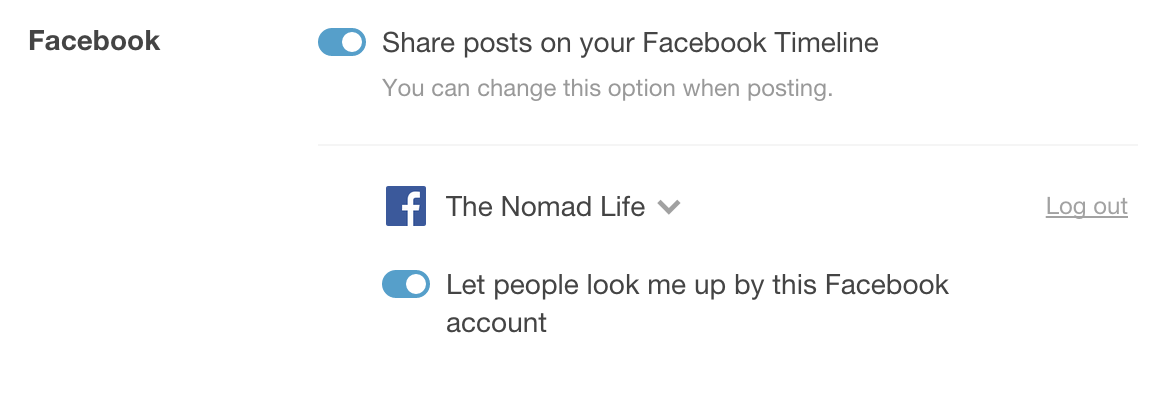 Facebook
Share posts on your Facebook Timeline
You can change this option when posting.
The Nomad Life
Log out
Let people look me up by this Facebook
account